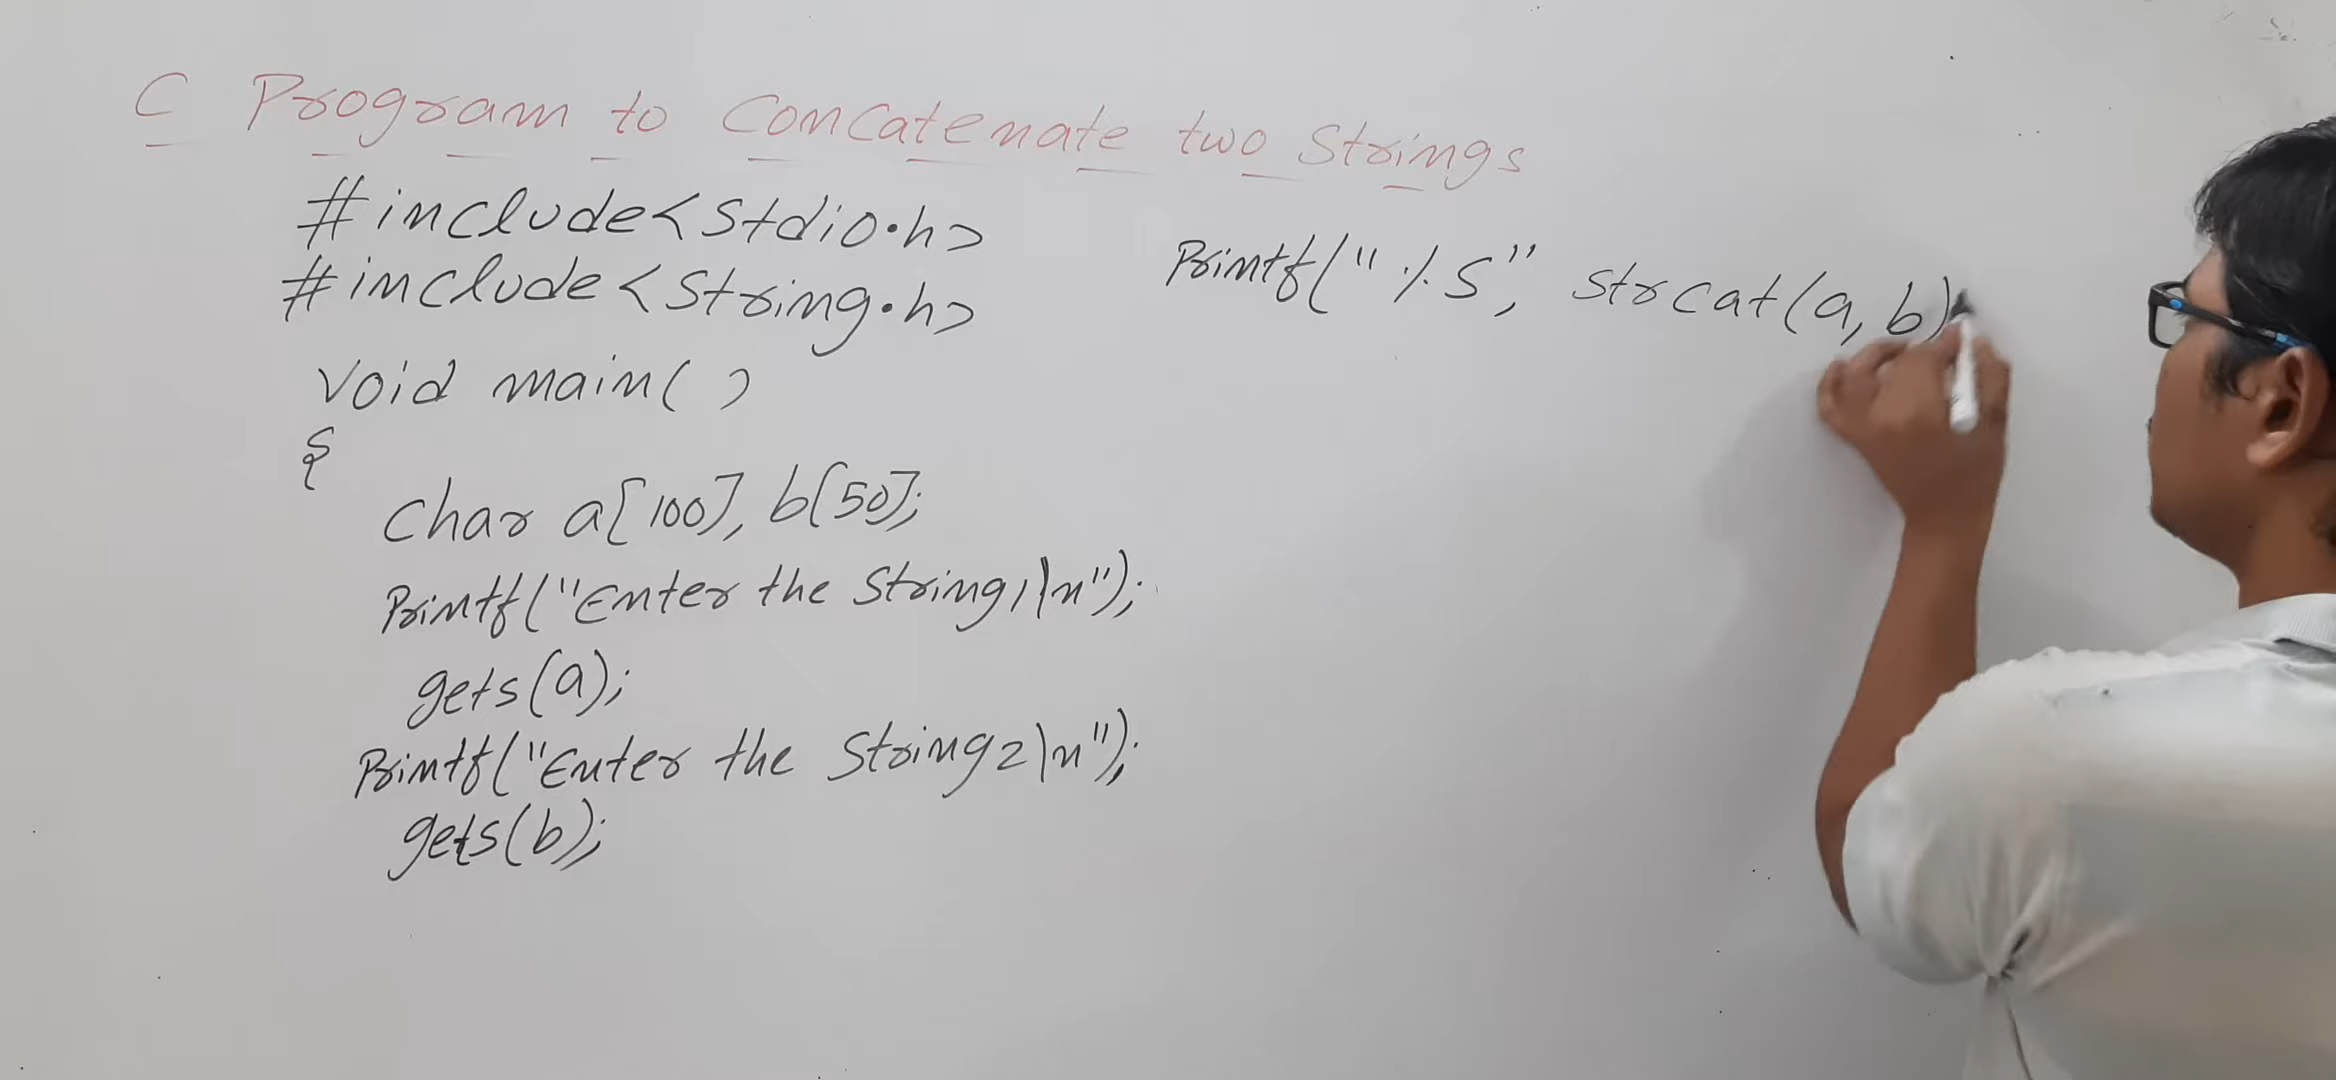 C Program to Concatenate two Strings
#include<stdio.h>
#include<string.h>
void main( )
{
char a[100], b[50];
Printf("Enter the String1\n");
gets(a);
Printf("Enter the String2\n");
gets(b);
Printf("%s", strcat(a, b)